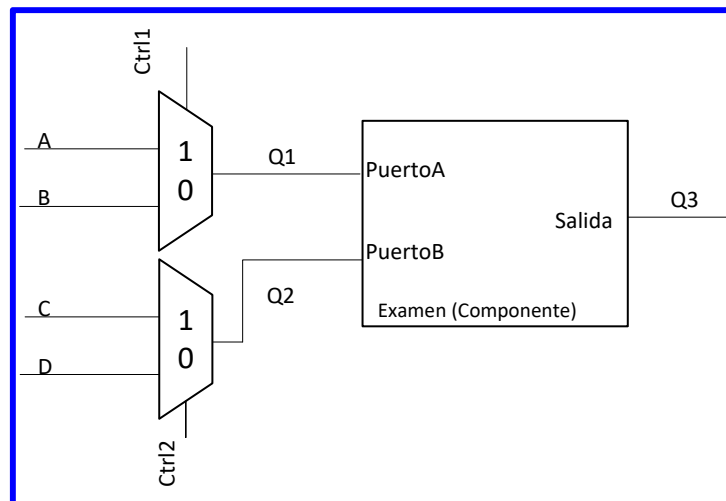 Ctrl1
A
1
Q1
PuertoA
B
0
Q3
Salida
PuertoB
C
1
Q2
Examen (Componente)
D
0
Ctrl2